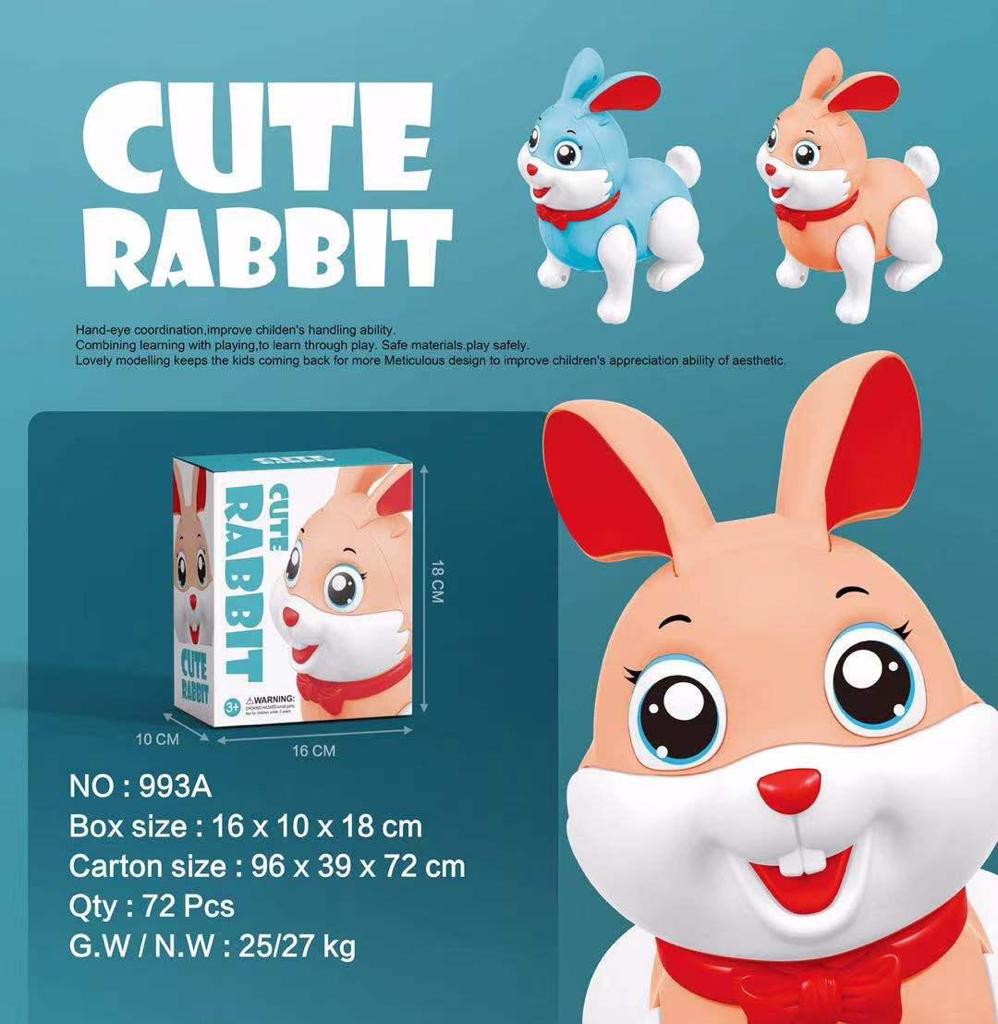 CUTE
RABBIT
Hand-eye coordination,improve childen's handling ability.
Combining learning with playing,to learn through play. Safe materials.play safely.
Lovely modelling keeps the kids coming back for more Meticulous design to improve children's appreciation ability of aesthetic.
CUTE
RABBIT
CUTE
RABBIT
CUTE
RABBIT
3+
⚠WARNING:
18 CM
10 CM
16 CM
NO : 993A
Box size : 16 x 10 x 18 cm
Carton size : 96 x 39 x 72 cm
Qty : 72 Pcs
G.W / N.W : 25/27 kg